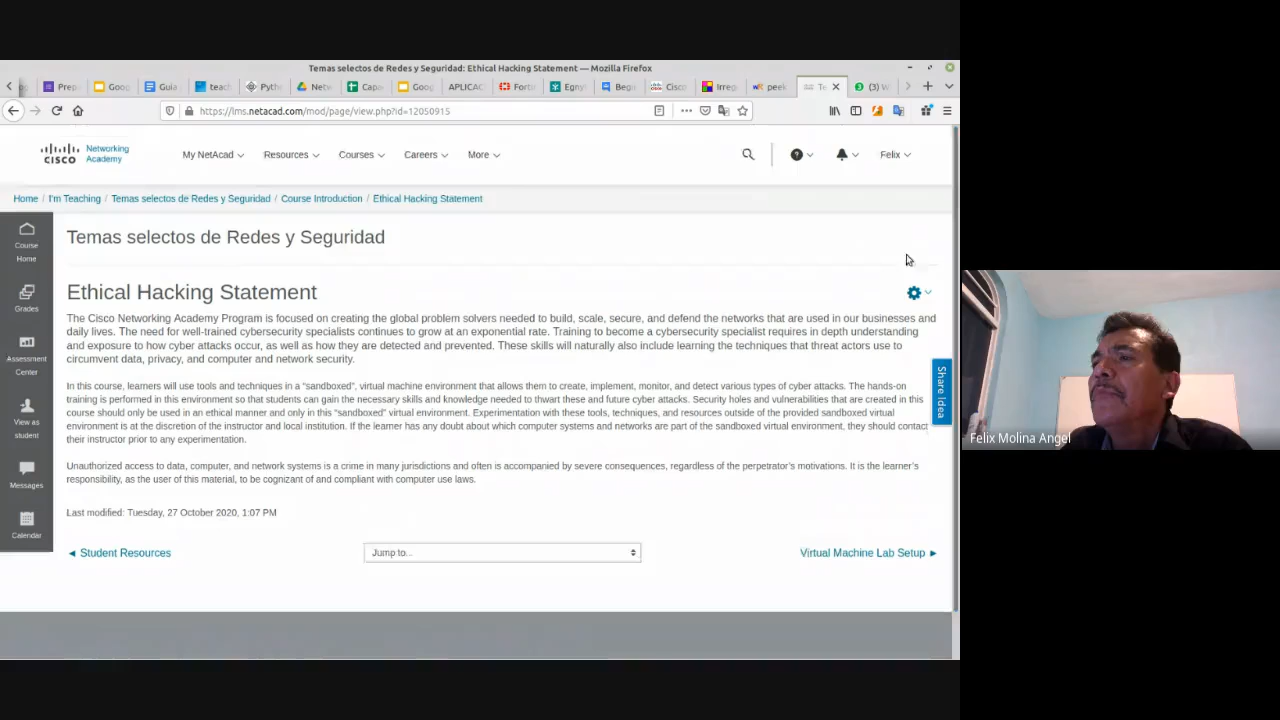 Temas selectos de Redes y Seguridad: Ethical Hacking Statement — Mozilla Firefox
Prep
Goo
Guia
teac
Pyth
Netv
Capa
Goog
APLICAC
Forti
Egny
Begi
Cisco
Irreg
peek
Te
(3) W
https://lms.netacad.com/mod/page/view.php?id=12050915
CISCO
Networking
Academy
My NetAcad
Resources
Courses
Careers
More
Felix
Home / I'm Teaching / Temas selectos de Redes y Seguridad / Course Introduction / Ethical Hacking Statement
Course
Home
Grades
Assessment
Center
View as
student
Messages
Calendar
Temas selectos de Redes y Seguridad
Ethical Hacking Statement
The Cisco Networking Academy Program is focused on creating the global problem solvers needed to build, scale, secure, and defend the networks that are used in our businesses and
daily lives. The need for well-trained cybersecurity specialists continues to grow at an exponential rate. Training to become a cybersecurity specialist requires in depth understanding
and exposure to how cyber attacks occur, as well as how they are detected and prevented. These skills will naturally also include learning the techniques that threat actors use to
circumvent data, privacy, and computer and network security.
In this course, learners will use tools and techniques in a “sandboxed”, virtual machine environment that allows them to create, implement, monitor, and detect various types of cyber attacks. The hands-on
training is performed in this environment so that students can gain the necessary skills and knowledge needed to thwart these and future cyber attacks. Security holes and vulnerabilities that are created in this
course should only be used in an ethical manner and only in this “sandboxed” virtual environment. Experimentation with these tools, techniques, and resources outside of the provided sandboxed virtual
environment is at the discretion of the instructor and local institution. If the learner has any doubt about which computer systems and networks are part of the sandboxed virtual environment, they should contact
their instructor prior to any experimentation.
Unauthorized access to data, computer, and network systems is a crime in many jurisdictions and often is accompanied by severe consequences, regardless of the perpetrator’s motivations. It is the learner’s
responsibility, as the user of this material, to be cognizant of and compliant with computer use laws.
Last modified: Tuesday, 27 October 2020, 1:07 PM
◄ Student Resources
Jump to...
Virtual Machine Lab Setup ►
Share Idea
Felix Molina Angel